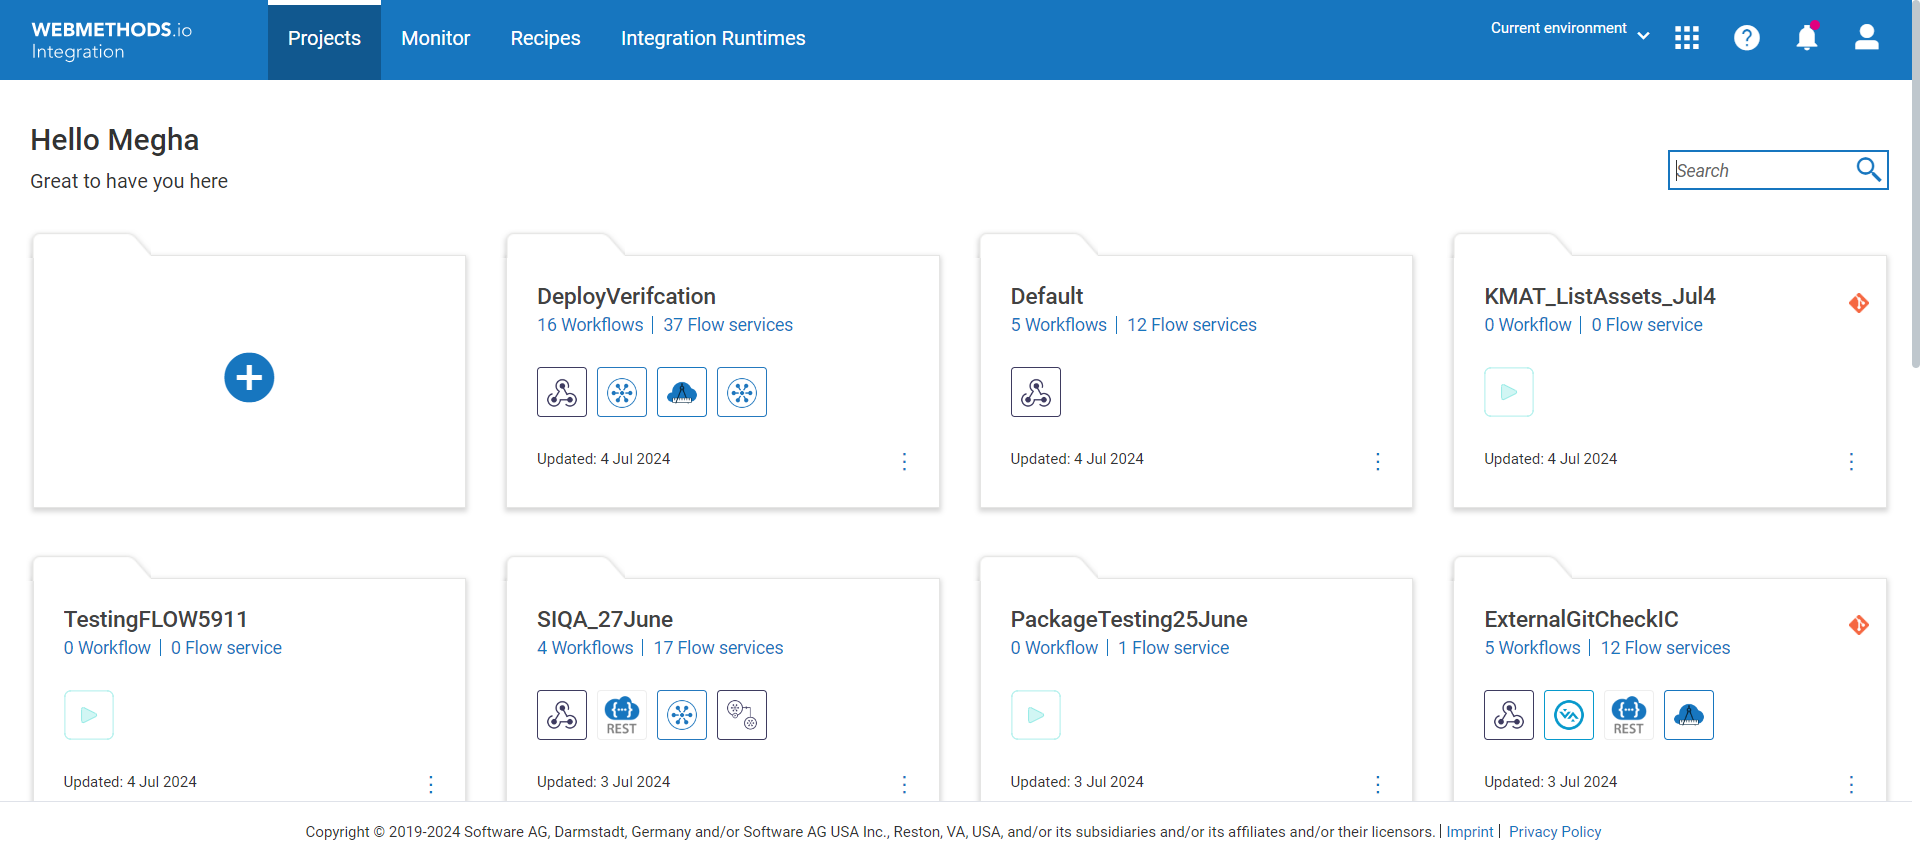 WEBMETHODS.io
Integration
Projects
Monitor
Recipes
Integration Runtimes
Current environment
Hello Megha
Great to have you here
Search
DeployVerifcation
16 Workflows | 37 Flow services
Updated: 4 Jul 2024
Default
5 Workflows | 12 Flow services
Updated: 4 Jul 2024
KMAT_ListAssets_Jul4
0 Workflow | 0 Flow service
Updated: 4 Jul 2024
TestingFLOW5911
0 Workflow | 0 Flow service
Updated: 4 Jul 2024
SIQA_27June
4 Workflows | 17 Flow services
REST
Updated: 3 Jul 2024
PackageTesting25June
0 Workflow | 1 Flow service
Updated: 3 Jul 2024
ExternalGitCheckIC
5 Workflows | 12 Flow services
REST
Updated: 3 Jul 2024
Copyright © 2019-2024 Software AG, Darmstadt, Germany and/or Software AG USA Inc., Reston, VA, USA, and/or its subsidiaries and/or its affiliates and/or their licensors. | Imprint | Privacy Policy